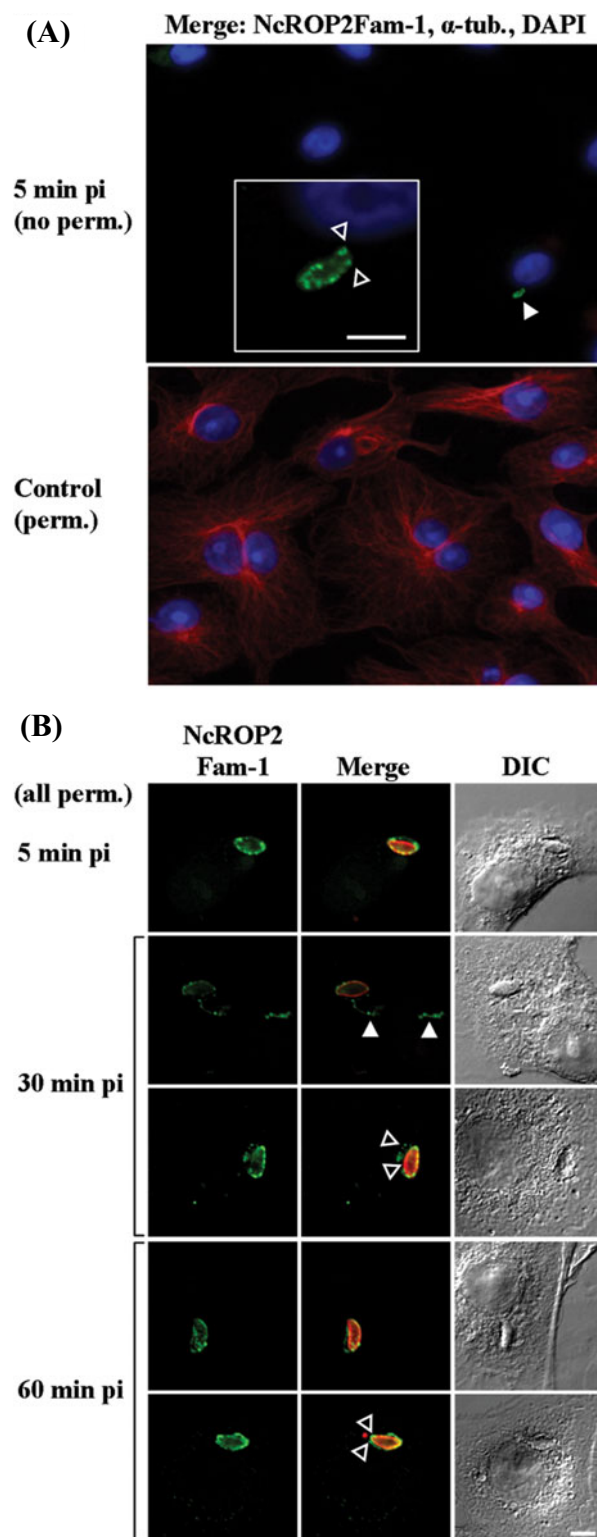 (A)
Merge: NcROP2Fam-1, α-tub., DAPI
5 min pi
(no perm.)
Control
(perm.)
(B)
NcROP2
Fam-1
Merge
DIC
(all perm.)
5 min pi
30 min pi
60 min pi